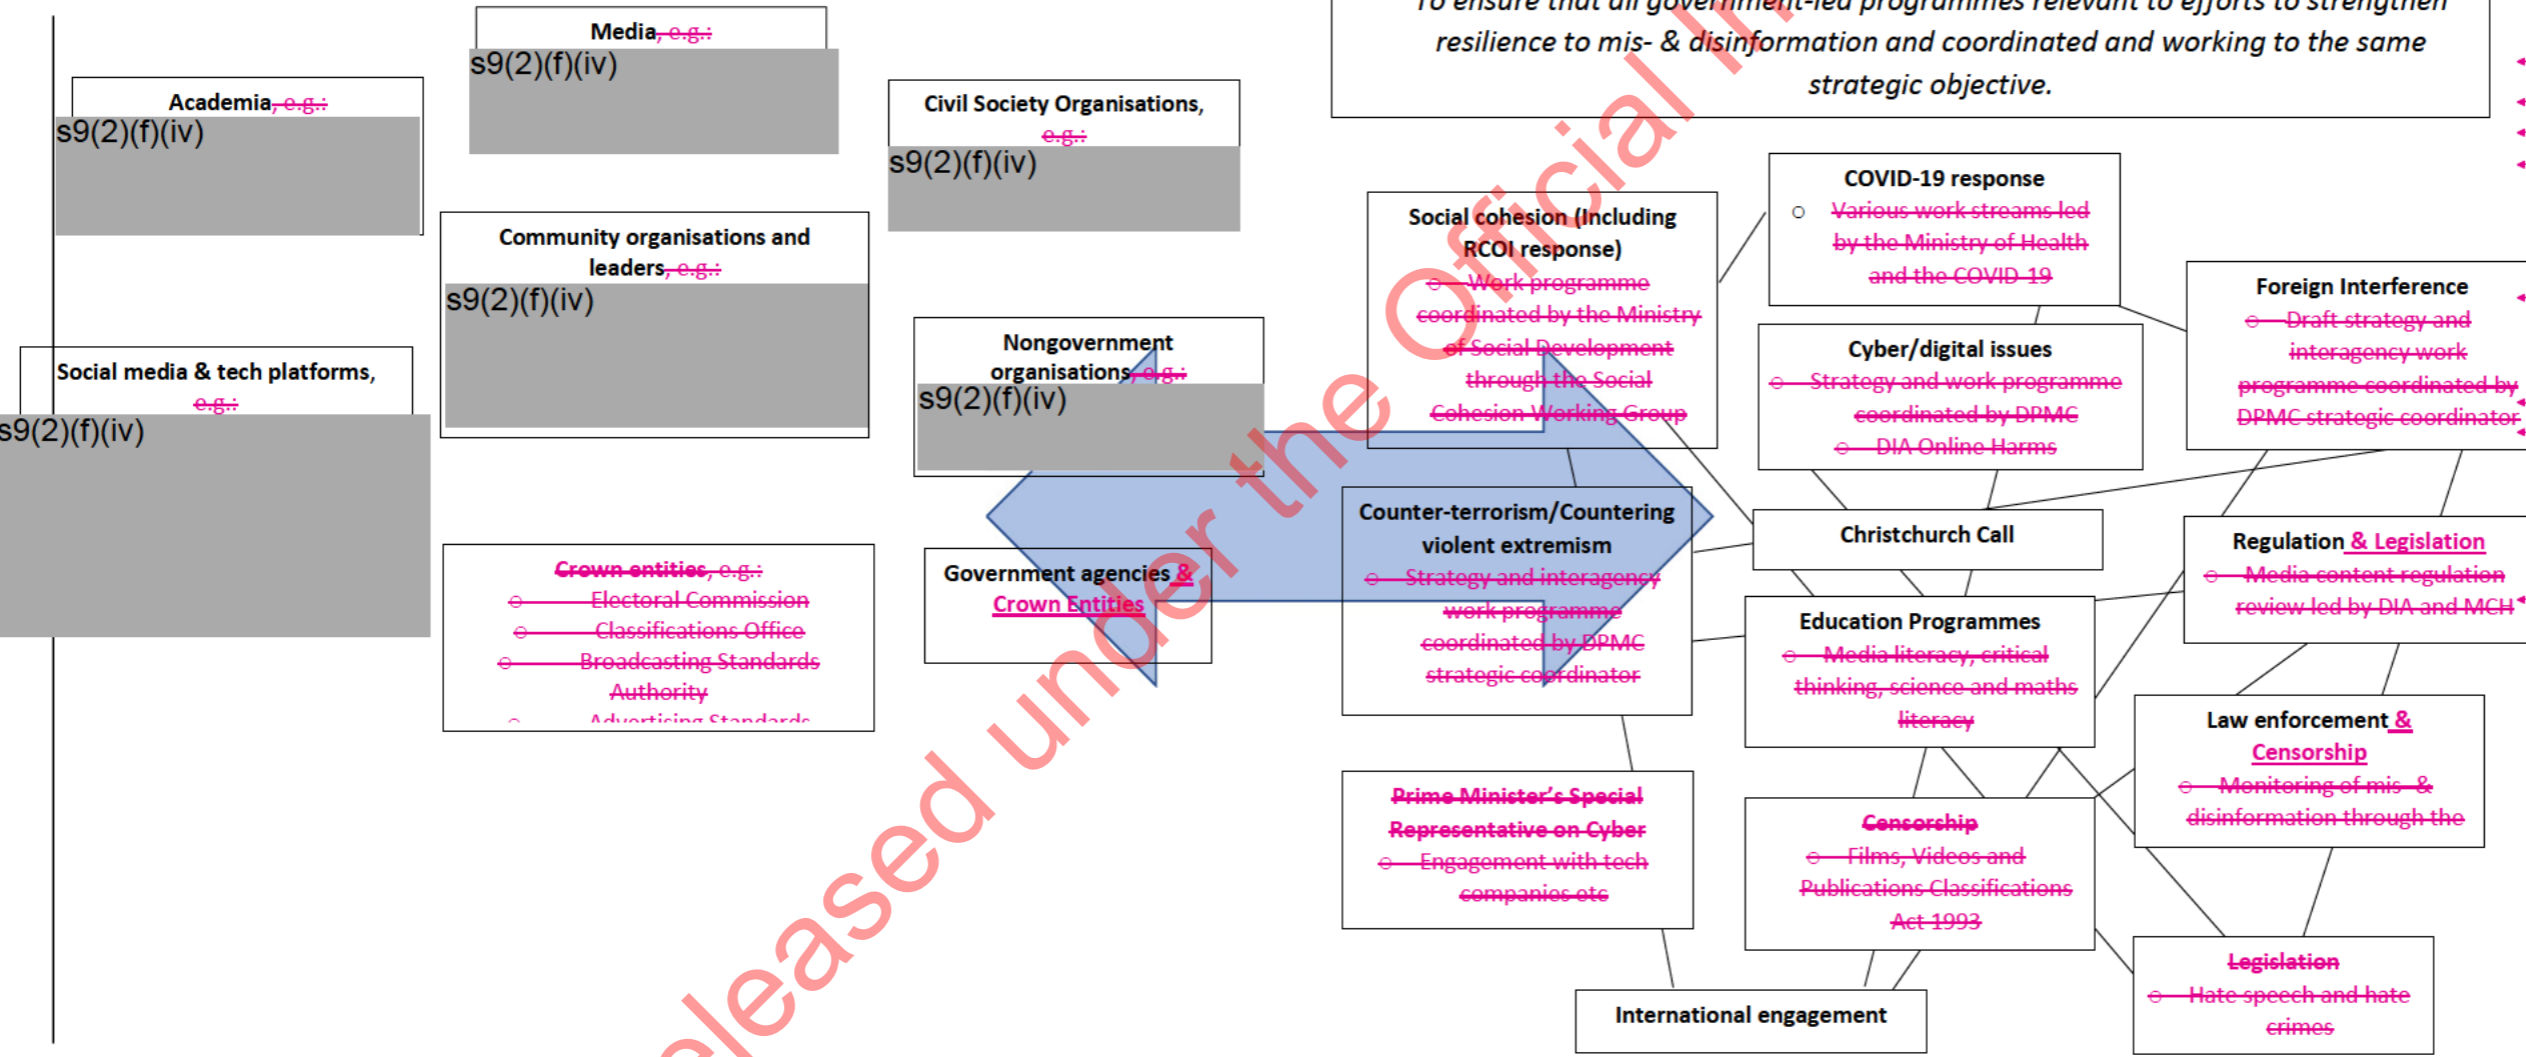 To ensure that all government-led programmes relevant to efforts to strengthen
resilience to mis- & disinformation and coordinated and working to the same
strategic objective.
Media, e.g.:
s9(2)(f)(iv)
Academia, e.g.:
s9(2)(f)(iv)
Civil Society Organisations,
e.g.:
s9(2)(f)(iv)
Community organisations and
leaders, e.g.:
s9(2)(f)(iv)
Social media & tech platforms,
e.g.:
s9(2)(f)(iv)
Nongovernment
organisations, e.g.:
s9(2)(f)(iv)
Crown entities, e.g.:
○ Electoral Commission
○ Classifications Office
○ Broadcasting Standards
Authority
○ Advertising Standards
Government agencies &
Crown Entities
Social cohesion (Including
RCOI response)
○ Work programme
coordinated by the Ministry
of Social Development
through the Social
Cohesion Working Group
COVID-19 response
○ Various work streams led
by the Ministry of Health
and the COVID-19
Cyber/digital issues
○ Strategy and work programme
coordinated by DPMC
○ DIA Online Harms
Foreign Interference
○ Draft strategy and
interagency work
programme coordinated by
DPMC strategic coordinator
Counter-terrorism/Countering
violent extremism
○ Strategy and interagency
work programme
coordinated by DPMC
strategic coordinator
Christchurch Call
Regulation & Legislation
○ Media content regulation
review led by DIA and MCH
Education Programmes
○ Media literacy, critical
thinking, science and maths
literacy
Law enforcement &
Censorship
○ Monitoring of mis- &
disinformation through the
Prime Minister's Special
Representative on Cyber
○ Engagement with tech
companies etc
Censorship
○ Films, Videos and
Publications Classifications
Act 1993
Legislation
○ Hate speech and hate
crimes
International engagement
eleased under the Official In